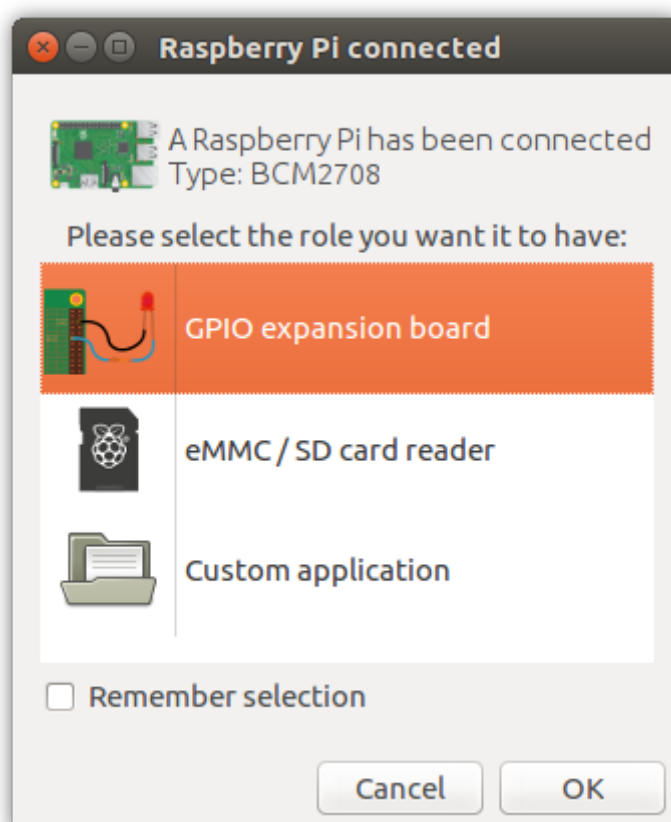 Raspberry Pi connected
A Raspberry Pi has been connected
Type: BCM2708
Please select the role you want it to have:
GPIO expansion board
eMMC / SD card reader
Custom application
Remember selection
Cancel
OK